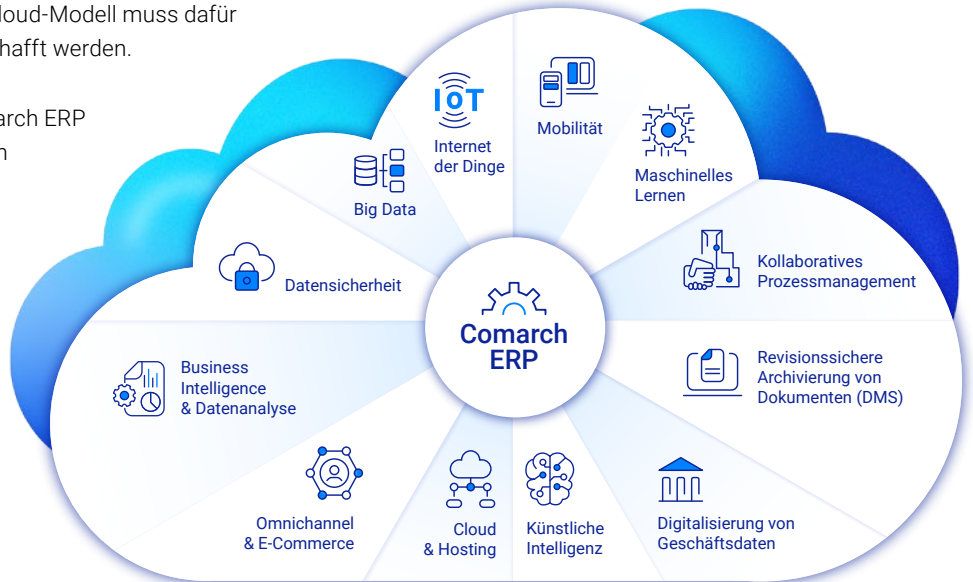 loud-Modell muss dafür
hafft werden.
arch ERP
n
IoT
Internet
der Dinge
Mobilität
Maschinelles
Lernen
Big Data
Datensicherheit
Kollaboratives
Prozessmanagement
Comarch
ERP
Business
Intelligence
& Datenanalyse
Revisionssichere
Archivierung von
Dokumenten (DMS)
Omnichannel
& E-Commerce
Cloud
& Hosting
Künstliche
Intelligenz
Digitalisierung von
Geschäftsdaten